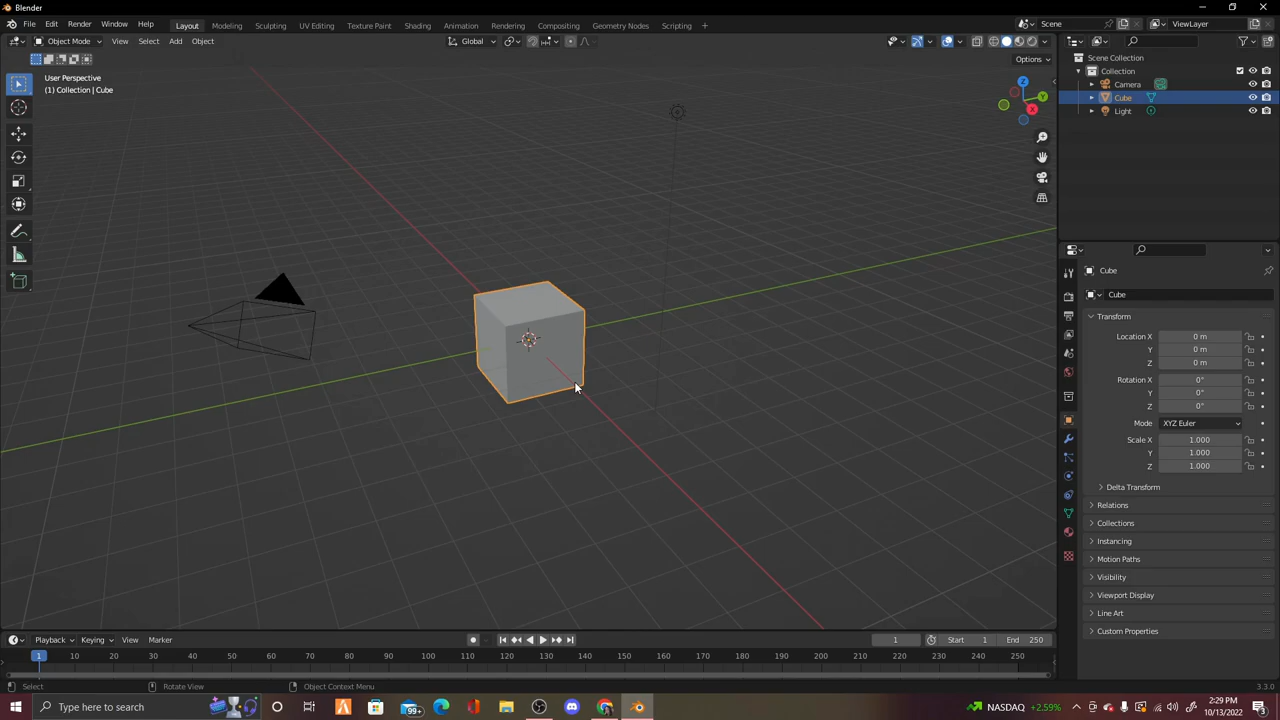 Blender
File Edit Render Window Help Layout Modeling Sculpting UV Editing Texture Paint Shading Animation Rendering Compositing Geometry Nodes Scripting + Scene ViewLayer
Object Mode View Select Add Object Global
Options
User Perspective
(1) Collection | Cube
Z
Y
X
Scene Collection
Collection
Camera
Cube
Light
Cube
Cube
Transform
Location X 0 m
Y 0 m
Z 0 m
Rotation X 0°
Y 0°
Z 0°
Mode XYZ Euler
Scale X 1.000
Y 1.000
Z 1.000
Delta Transform
Relations
Collections
Instancing
Motion Paths
Visibility
Viewport Display
Line Art
Custom Properties
Playback Keying View Marker 1 Start 1 End 250
1 10 20 30 40 50 60 70 80 90 100 110 120 130 140 150 160 170 180 190 200 210 220 230 240 250
Select Rotate View Object Context Menu 3.3.0
Type here to search 99+ NASDAQ +2.59% 2:29 PM
10/13/2022